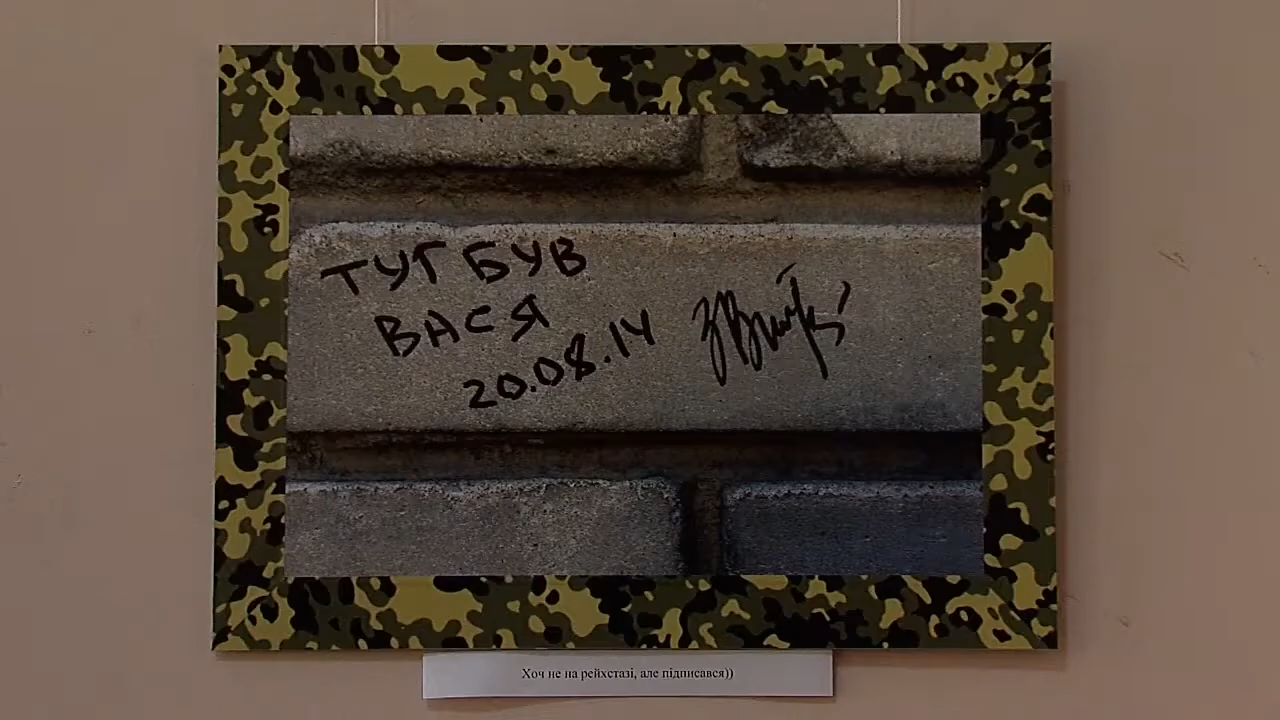 ТУТ БУВ
ВАСЯ
20.08.14
Хоч не на рейхстазі, але підписався))